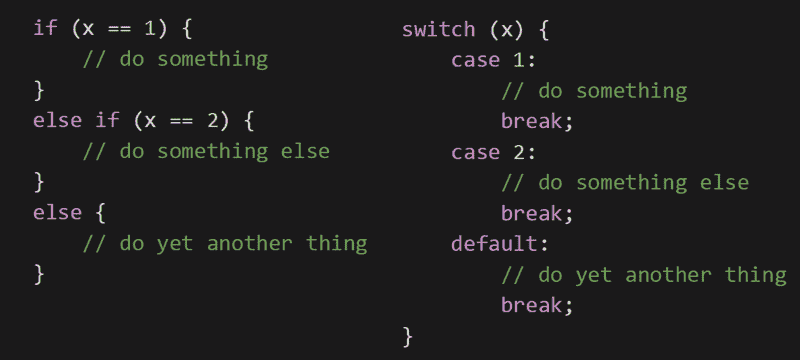 if (x == 1) {
    // do something
}
else if (x == 2) {
    // do something else
}
else {
    // do yet another thing
}
switch (x) {
    case 1:
        // do something
        break;
    case 2:
        // do something else
        break;
    default:
        // do yet another thing
        break;
}